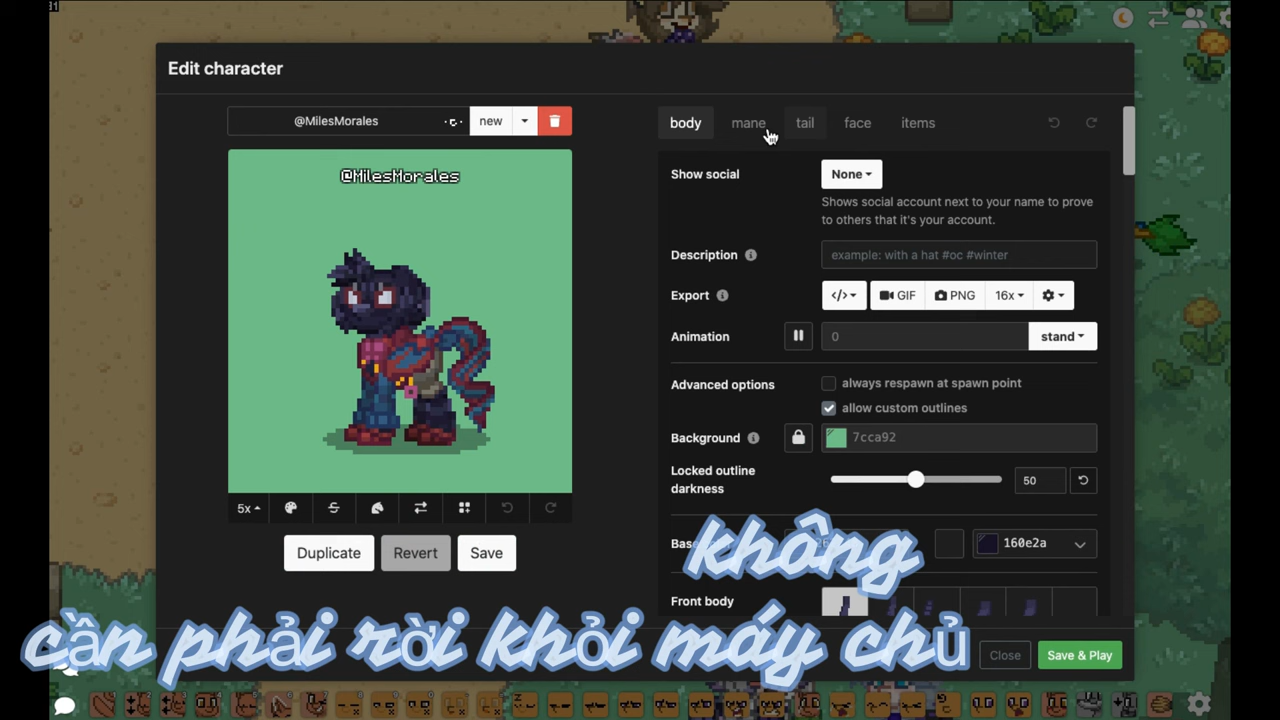 Edit character
@MilesMorales
new
body mane tail face items
@MilesMorales
Show social None
Shows social account next to your name to prove
to others that it's your account.
Description example: with a hat #oc #winter
Export </> GIF PNG 16x
Animation 0 stand
Advanced options always respawn at spawn point
allow custom outlines
Background 7cca92
Locked outline
darkness
50
5x
Duplicate Revert Save
160e2a
Front body
không
cần phải rời khỏi máy chủ
Close Save & Play